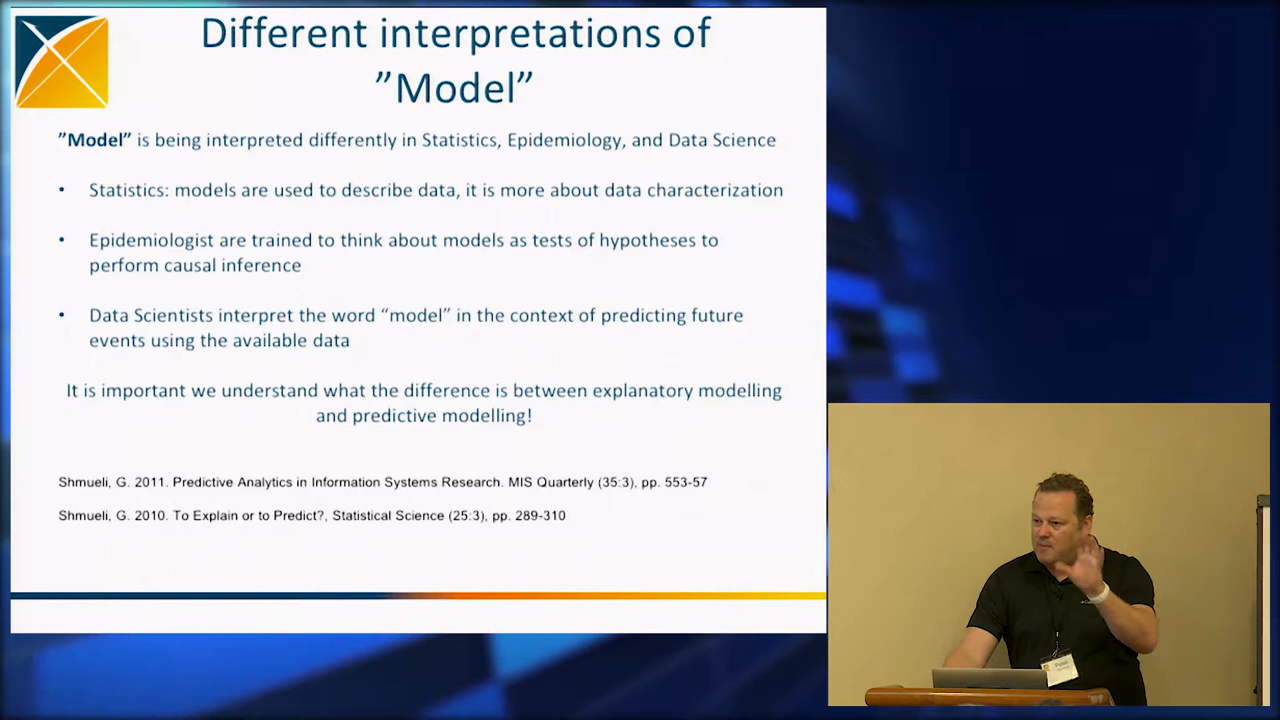 Different interpretations of
”Model”
”Model” is being interpreted differently in Statistics, Epidemiology, and Data Science
• Statistics: models are used to describe data, it is more about data characterization
• Epidemiologist are trained to think about models as tests of hypotheses to
perform causal inference
• Data Scientists interpret the word “model” in the context of predicting future
events using the available data
It is important we understand what the difference is between explanatory modelling
and predictive modelling!
Shmueli, G. 2011. Predictive Analytics in Information Systems Research. MIS Quarterly (35:3), pp. 553-57
Shmueli, G. 2010. To Explain or to Predict?, Statistical Science (25:3), pp. 289-310